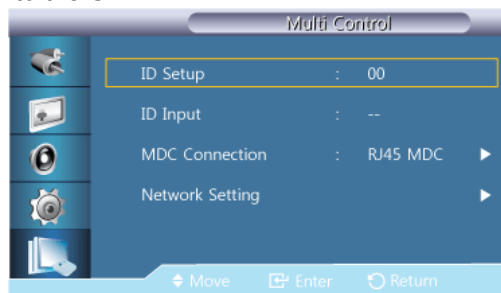 Multi Control
ID Setup : 00
ID Input : --
MDC Connection : RJ45 MDC
Network Setting
Move Enter Return